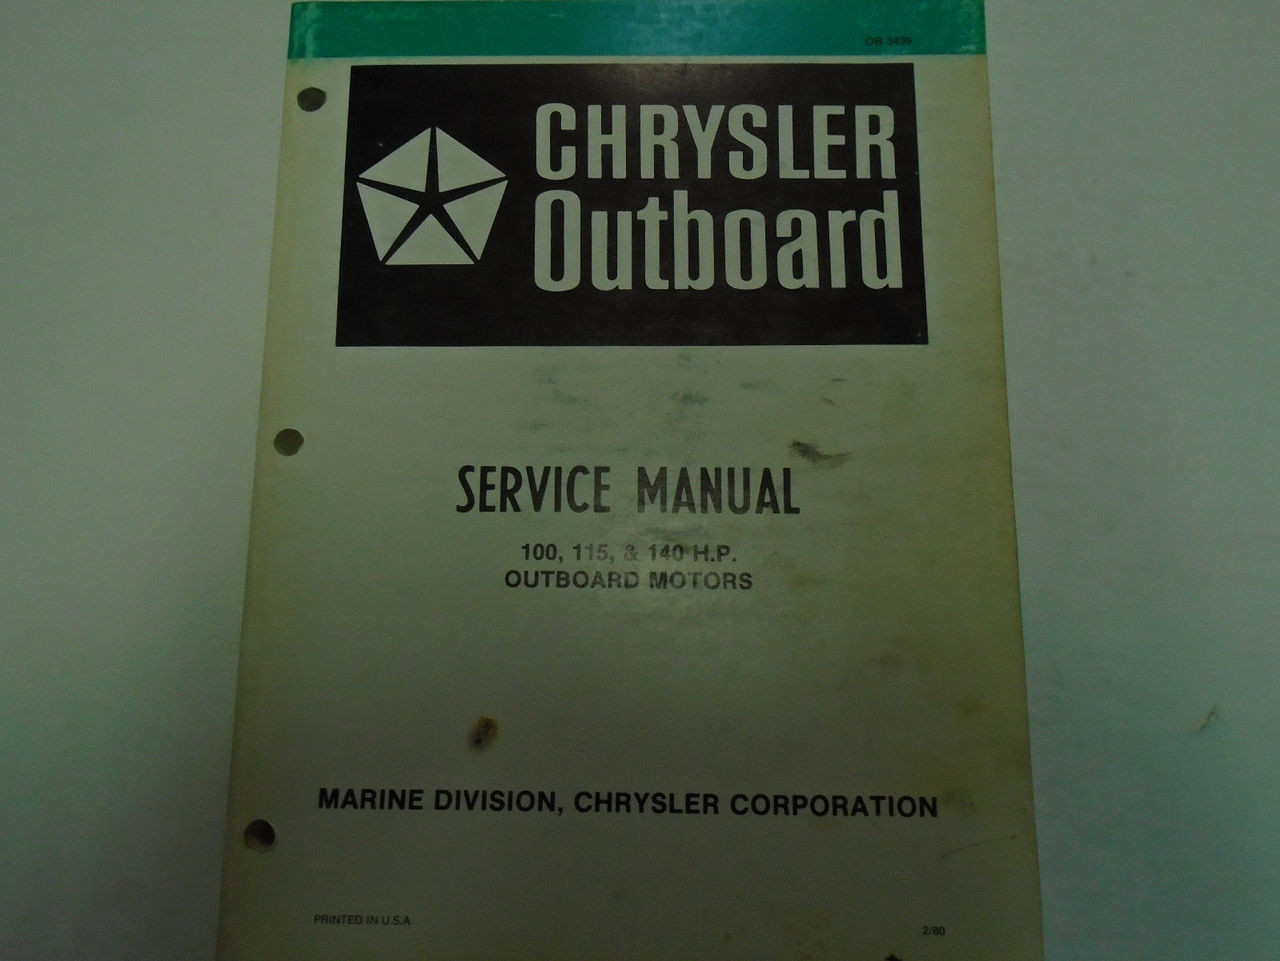 OB 3439
CHRYSLER
Outboard
SERVICE MANUAL
100, 115, & 140 H.P.
OUTBOARD MOTORS
MARINE DIVISION, CHRYSLER CORPORATION
PRINTED IN U.S.A.
2/80